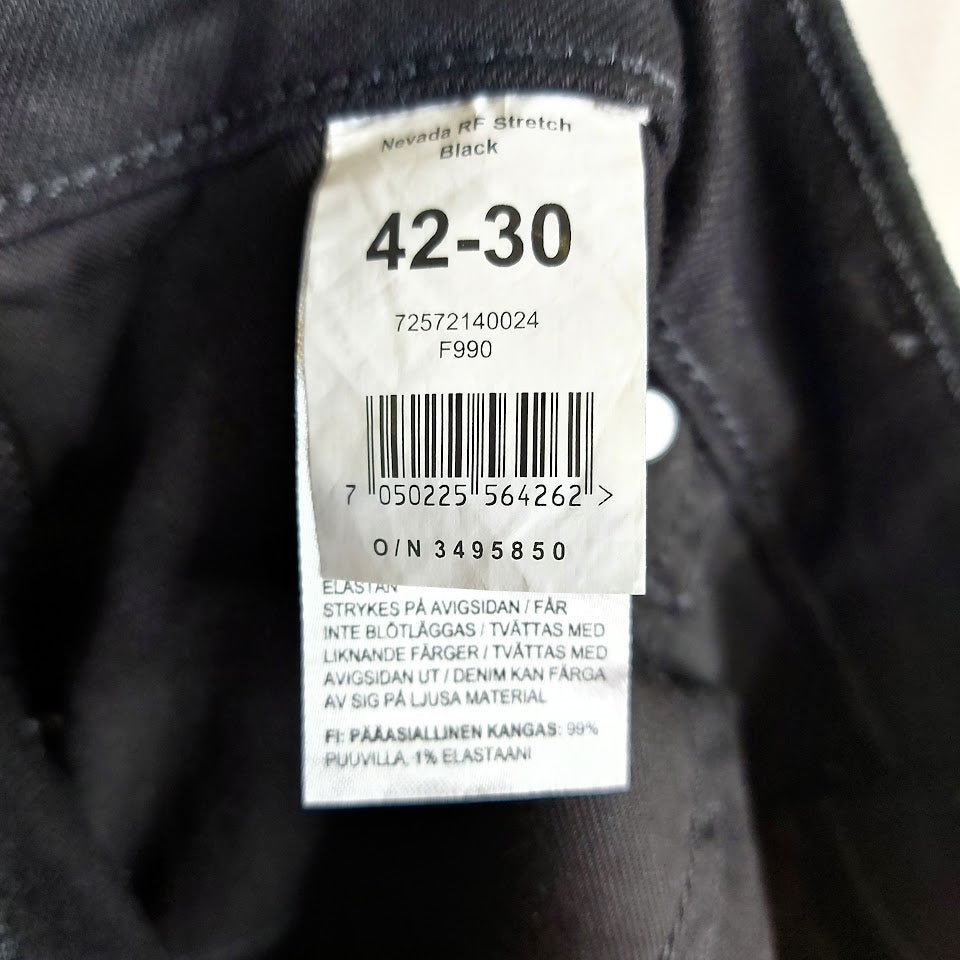 Nevada RF Stretch
Black
42-30
72572140024
F990
7 050225 564262 >
O/N 3495850
ELASTAN
STRYKES PÅ AVIGSIDAN / FÅR
INTE BLÖTLÄGGAS / TVÄTTAS MED
LIKNANDE FÄRGER / TVÄTTAS MED
AVIGSIDAN UT / DENIM KAN FÄRGA
AV SIG PÅ LJUSA MATERIAL
FI: PÄÄASIALLINEN KANGAS: 99%
PUUVILLA, 1% ELASTAANI